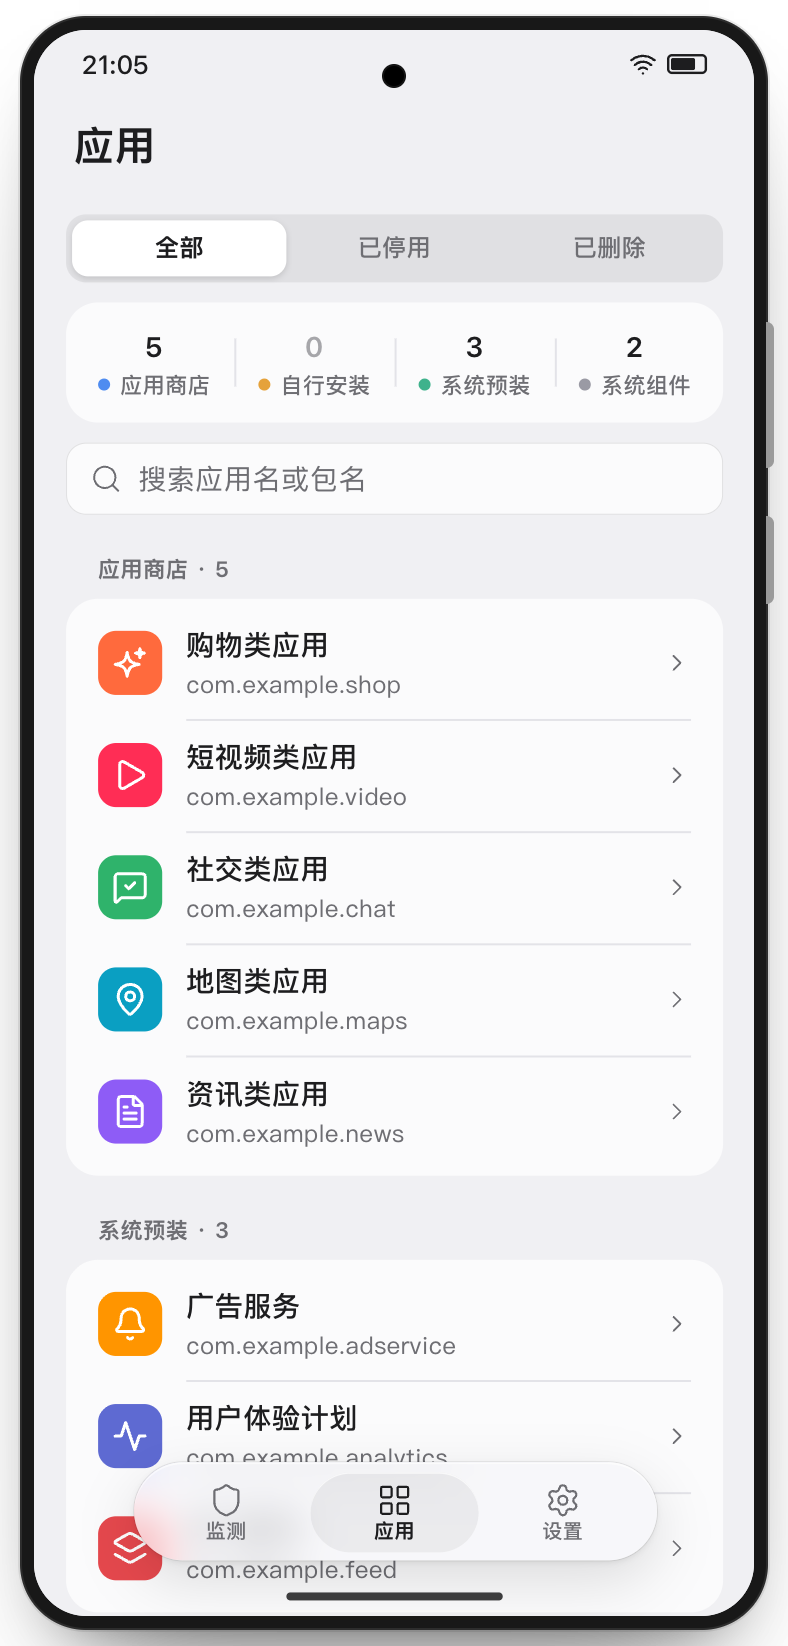 21:05
应用
全部 已停用 已删除
5 0 3 2
应用商店 自行安装 系统预装 系统组件
搜索应用名或包名
应用商店 · 5
购物类应用
com.example.shop
短视频类应用
com.example.video
社交类应用
com.example.chat
地图类应用
com.example.maps
资讯类应用
com.example.news
系统预装 · 3
广告服务
com.example.adservice
用户体验计划
com.example.analytics
监测 应用 设置
com.example.feed